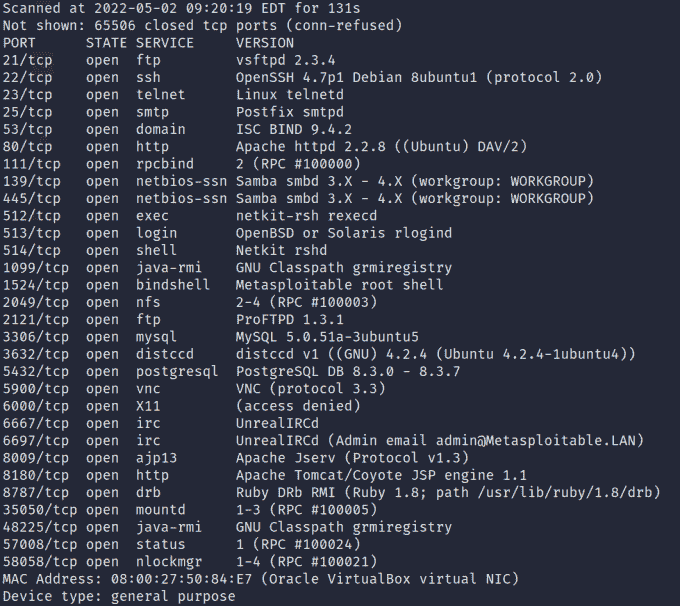 Scanned at 2022-05-02 09:20:19 EDT for 131s
Not shown: 65506 closed tcp ports (conn-refused)
PORT STATE SERVICE VERSION
21/tcp open ftp vsftpd 2.3.4
22/tcp open ssh OpenSSH 4.7p1 Debian 8ubuntu1 (protocol 2.0)
23/tcp open telnet Linux telnetd
25/tcp open smtp Postfix smtpd
53/tcp open domain ISC BIND 9.4.2
80/tcp open http Apache httpd 2.2.8 ((Ubuntu) DAV/2)
111/tcp open rpcbind 2 (RPC #100000)
139/tcp open netbios-ssn Samba smbd 3.X - 4.X (workgroup: WORKGROUP)
445/tcp open netbios-ssn Samba smbd 3.X - 4.X (workgroup: WORKGROUP)
512/tcp open exec netkit-rsh rexecd
513/tcp open login OpenBSD or Solaris rlogind
514/tcp open shell Netkit rshd
1099/tcp open java-rmi GNU Classpath grmiregistry
1524/tcp open bindshell Metasploitable root shell
2049/tcp open nfs 2-4 (RPC #100003)
2121/tcp open ftp ProFTPD 1.3.1
3306/tcp open mysql MySQL 5.0.51a-3ubuntu5
3632/tcp open distccd distccd v1 ((GNU) 4.2.4 (Ubuntu 4.2.4-1ubuntu4))
5432/tcp open postgresql PostgreSQL DB 8.3.0 - 8.3.7
5900/tcp open vnc VNC (protocol 3.3)
6000/tcp open X11 (access denied)
6667/tcp open irc UnrealIRCd
6697/tcp open irc UnrealIRCd (Admin email admin@Metasploitable.LAN)
8009/tcp open ajp13 Apache Jserv (Protocol v1.3)
8180/tcp open http Apache Tomcat/Coyote JSP engine 1.1
8787/tcp open drb Ruby DRb RMI (Ruby 1.8; path /usr/lib/ruby/1.8/drb)
35050/tcp open mountd 1-3 (RPC #100005)
48225/tcp open java-rmi GNU Classpath grmiregistry
57008/tcp open status 1 (RPC #100024)
58058/tcp open nlockmgr 1-4 (RPC #100021)
MAC Address: 08:00:27:50:84:E7 (Oracle VirtualBox virtual NIC)
Device type: general purpose